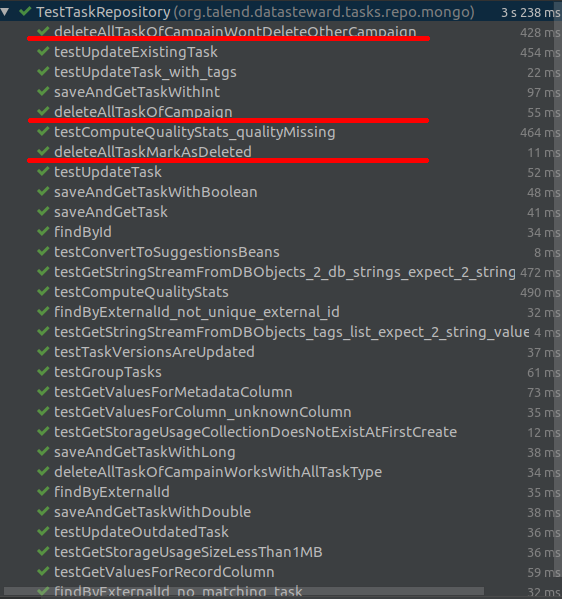 TestTaskRepository (org.talend.datasteward.tasks.repo.mongo) 3 s 238 ms
deleteAllTaskOfCampainWontDeleteOtherCampaign 428 ms
testUpdateExistingTask 454 ms
testUpdateTask_with_tags 22 ms
saveAndGetTaskWithInt 97 ms
deleteAllTaskOfCampaign 55 ms
testComputeQualityStats_qualityMissing 464 ms
deleteAllTaskMarkAsDeleted 11 ms
testUpdateTask 52 ms
saveAndGetTaskWithBoolean 48 ms
saveAndGetTask 41 ms
findById 34 ms
testConvertToSuggestionsBeans 8 ms
testGetStringStreamFromDBObjects_2_db_strings_expect_2_string 472 ms
testComputeQualityStats 490 ms
findByExternalId_not_unique_external_id 32 ms
testGetStringStreamFromDBObjects_tags_list_expect_2_string_value 4 ms
testTaskVersionsAreUpdated 37 ms
testGroupTasks 61 ms
testGetValuesForMetadataColumn 73 ms
testGetValuesForColumn_unknownColumn 35 ms
testGetStorageUsageCollectionDoesNotExistAtFirstCreate 12 ms
saveAndGetTaskWithLong 38 ms
deleteAllTaskOfCampainWorksWithAllTaskType 34 ms
findByExternalId 35 ms
saveAndGetTaskWithDouble 38 ms
testUpdateOutdatedTask 36 ms
testGetStorageUsageSizeLessThan1MB 36 ms
testGetValuesForRecordColumn 59 ms
findByExternalId_no_matching_task 32 ms